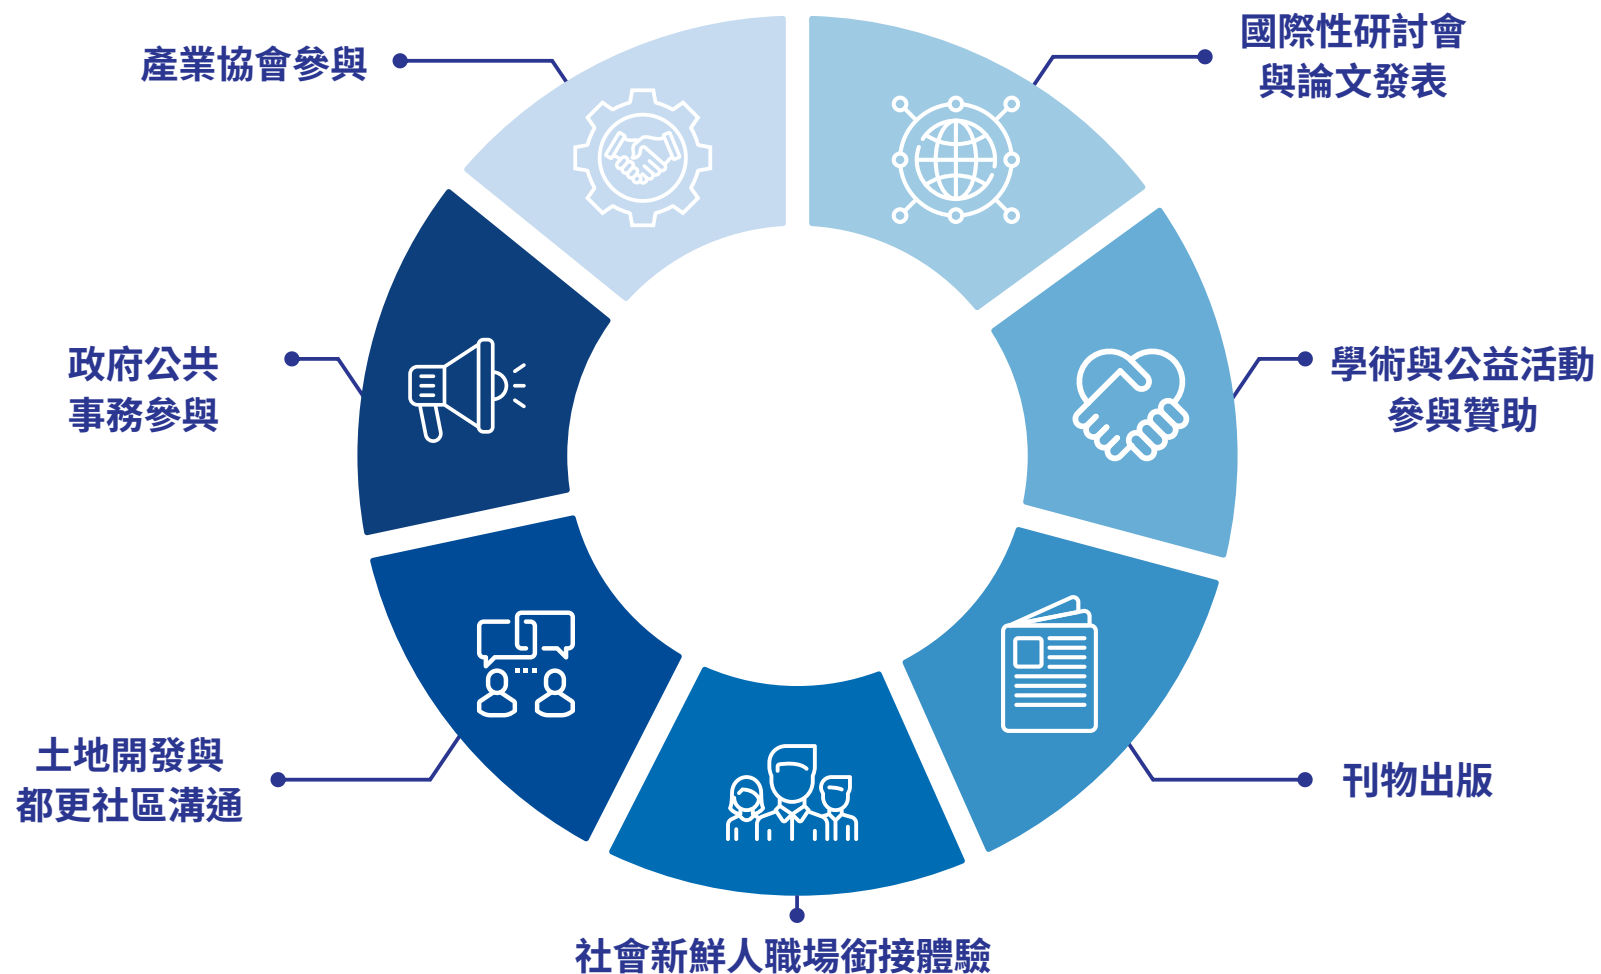 國際性研討會
與論文發表
學術與公益活動
參與贊助
刊物出版
社會新鮮人職場銜接體驗
土地開發與
都更社區溝通
政府公共
事務參與
產業協會參與